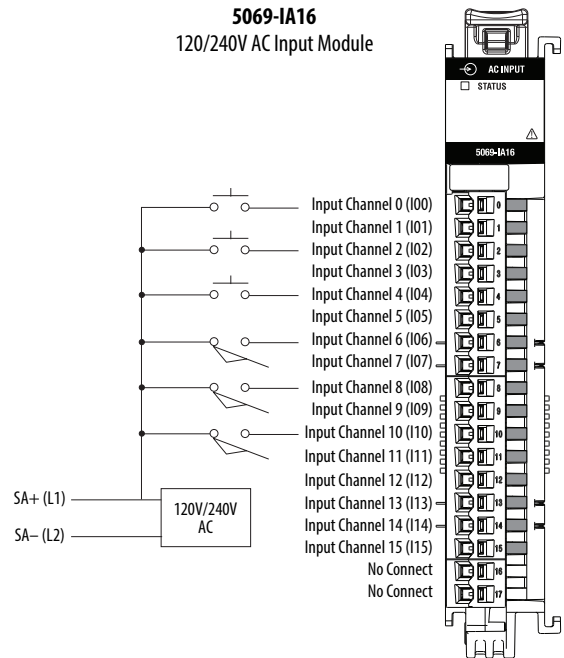 5069-IA16
120/240V AC Input Module
AC INPUT
STATUS
5069-IA16
Input Channel 0 (I00) 0
Input Channel 1 (I01) 1
Input Channel 2 (I02) 2
Input Channel 3 (I03) 3
Input Channel 4 (I04) 4
Input Channel 5 (I05) 5
Input Channel 6 (I06) 6
Input Channel 7 (I07) 7
Input Channel 8 (I08) 8
Input Channel 9 (I09) 9
Input Channel 10 (I10) 10
Input Channel 11 (I11) 11
Input Channel 12 (I12) 12
Input Channel 13 (I13) 13
Input Channel 14 (I14) 14
Input Channel 15 (I15) 15
No Connect 16
No Connect 17
SA+ (L1)
SA– (L2)
120V/240V
AC